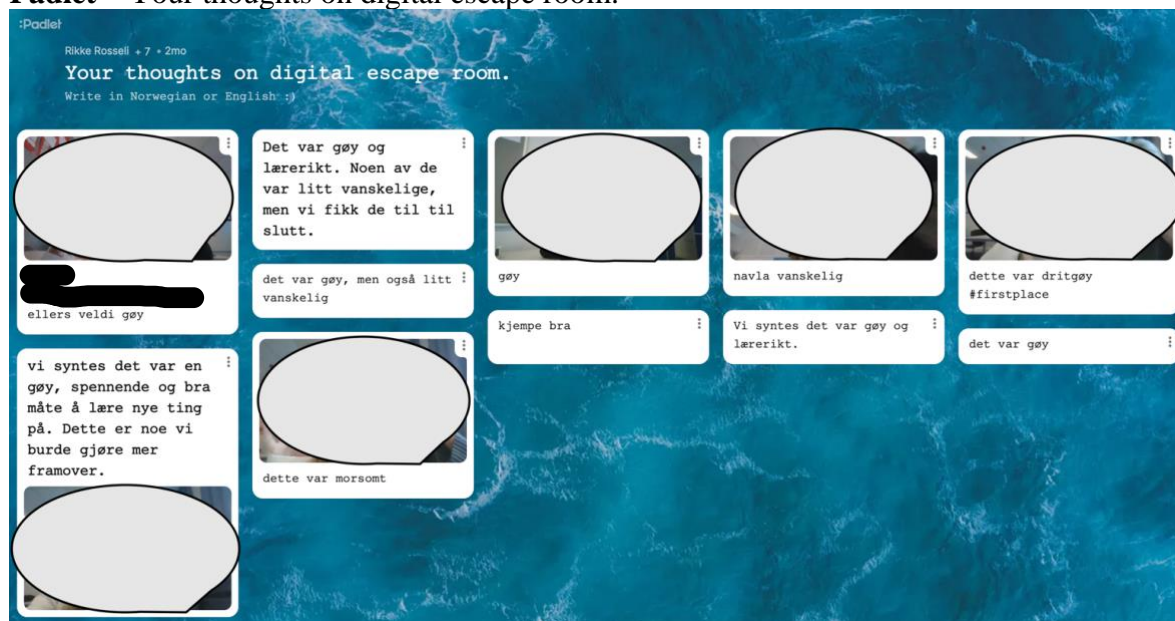 Padlet – Your thoughts on digital escape room.
:Padlet
Rikke Rosseli + 7 • 2mo
Your thoughts on digital escape room.
Write in Norwegian or English :)
ellers veldi gøy
vi syntes det var en
gøy, spennende og bra
måte å lære nye ting
på. Dette er noe vi
burde gjøre mer
framover.
Det var gøy og
lærerikt. Noen av de
var litt vanskelige,
men vi fikk de til til
slutt.
det var gøy, men også litt
vanskelig
dette var morsomt
gøy
kjempe bra
navla vanskelig
Vi syntes det var gøy og
lærerikt.
dette var dritgøy
#firstplace
det var gøy